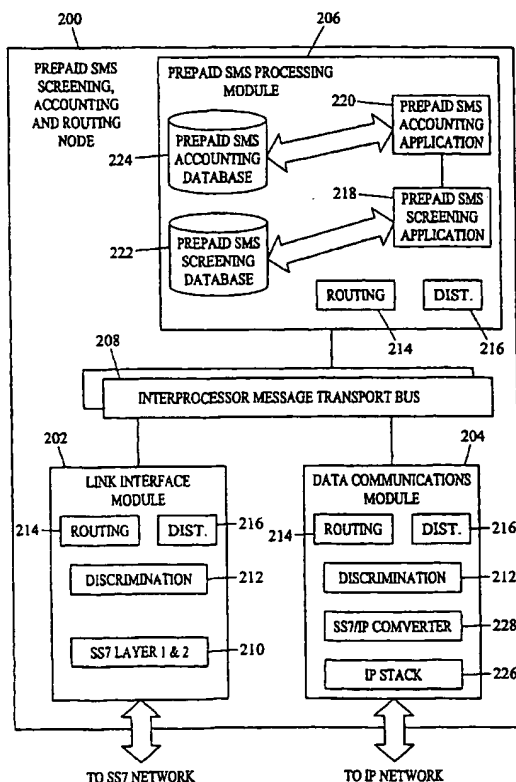 200
206
PREPAID SMS
SCREENING,
ACCOUNTING
AND ROUTING
NODE
PREPAID SMS PROCESSING
MODULE
220
PREPAID SMS
ACCOUNTING
APPLICATION
PREPAID SMS
ACCOUNTING
DATABASE
224
218
PREPAID SMS
SCREENING
APPLICATION
222
PREPAID SMS
SCREENING
DATABASE
ROUTING
DIST.
214
216
208
INTERPROCESSOR MESSAGE TRANSPORT BUS
202
LINK INTERFACE
MODULE
214
ROUTING
DIST.
216
DISCRIMINATION
212
SS7 LAYER 1 & 2
210
TO SS7 NETWORK
204
DATA COMMUNICATIONS
MODULE
214
ROUTING
DIST.
216
DISCRIMINATION
212
SS7/IP COMVERTER
228
IP STACK
226
TO IP NETWORK